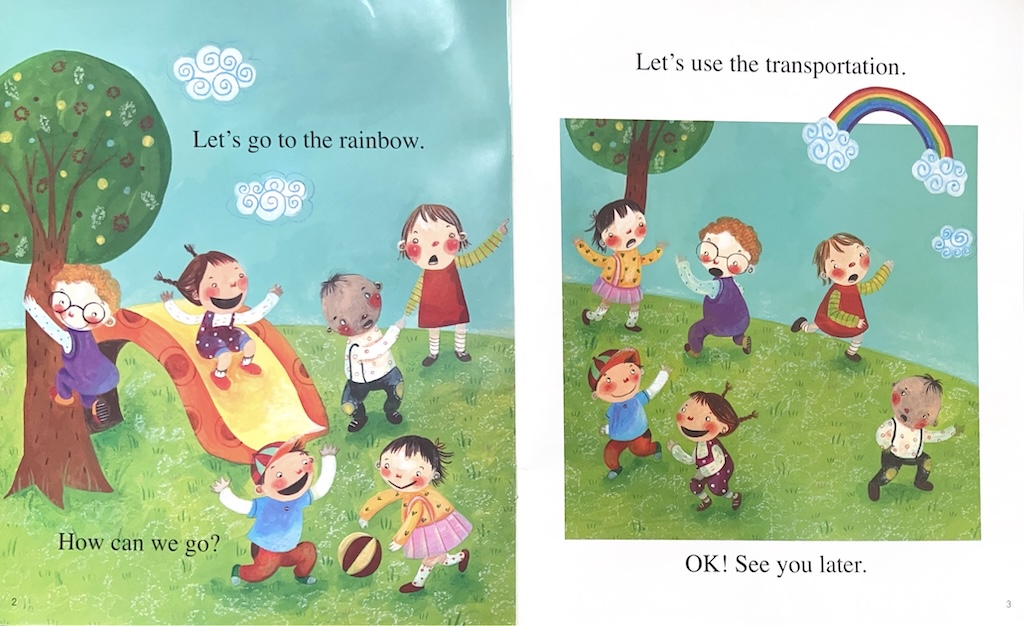 Let's go to the rainbow.
How can we go?
2
Let's use the transportation.
OK! See you later.
3